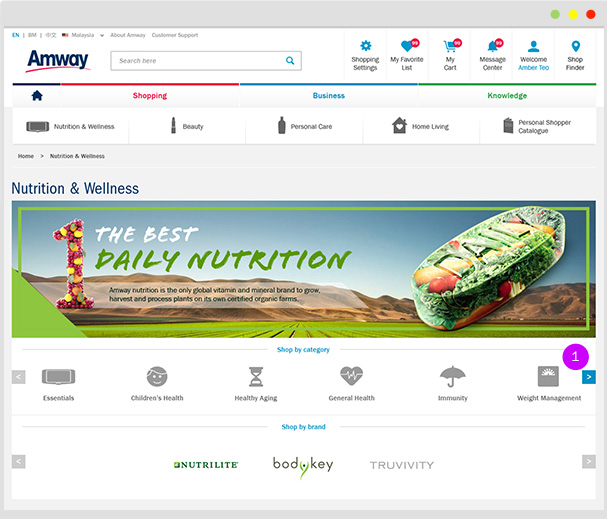 EN | BM | 中文 Malaysia About Amway Customer Support
Amway
Search here
Shopping Settings
99
My Favorite List
99
My Cart
99
Message Center
Welcome Amber Teo
Shop Finder
Shopping Business Knowledge
Nutrition & Wellness
Beauty
Personal Care
Home Living
Personal Shopper
Catalogue
Home > Nutrition & Wellness
Nutrition & Wellness
1 THE BEST
DAILY NUTRITION
Amway nutrition is the only global vitamin and mineral brand to grow,
harvest and process plants on its own certified organic farms.
Shop by category
1
< >
Essentials Children's Health Healthy Aging General Health Immunity Weight Management
Shop by brand
< >
NUTRILITE bodykey TRUVIVITY